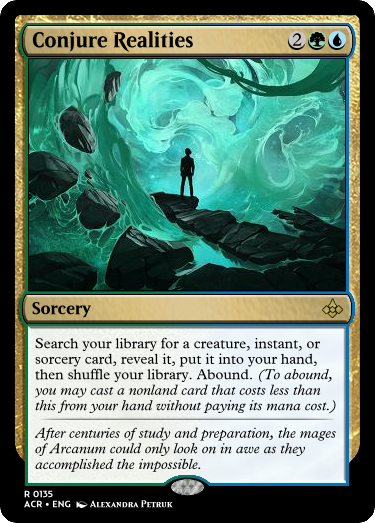 Conjure Realities 2
Sorcery
Search your library for a creature, instant, or
sorcery card, reveal it, put it into your hand,
then shuffle your library. Abound. (To abound,
you may cast a nonland card that costs less than
this from your hand without paying its mana cost.)
After centuries of study and preparation, the mages
of Arcanum could only look on in awe as they
accomplished the impossible.
R 0135
ACR • ENG Alexandra Petruk